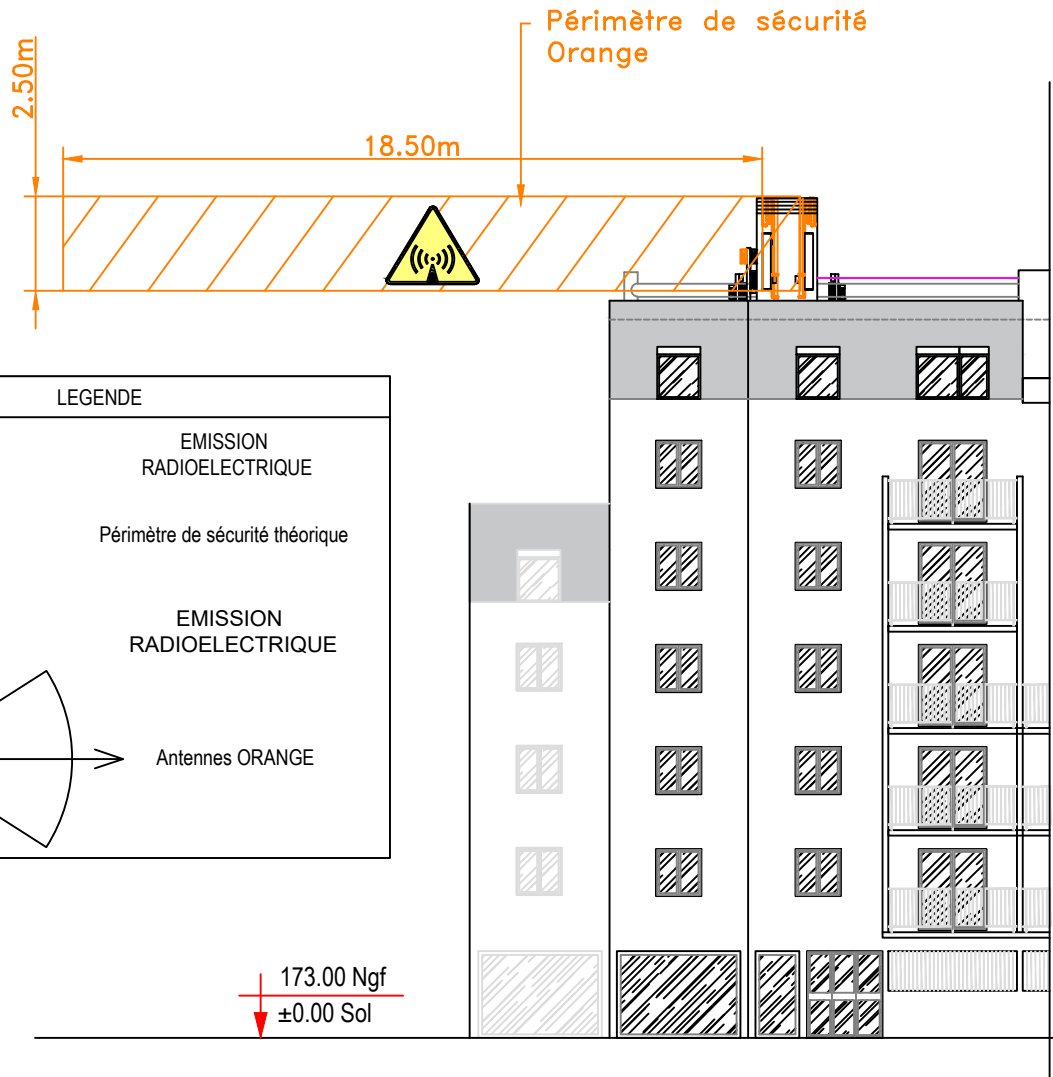 Périmètre de sécurité
Orange
2.50m
18.50m
LEGENDE
EMISSION
RADIOELECTRIQUE
Périmètre de sécurité théorique
EMISSION
RADIOELECTRIQUE
Antennes ORANGE
173.00 Ngf
±0.00 Sol